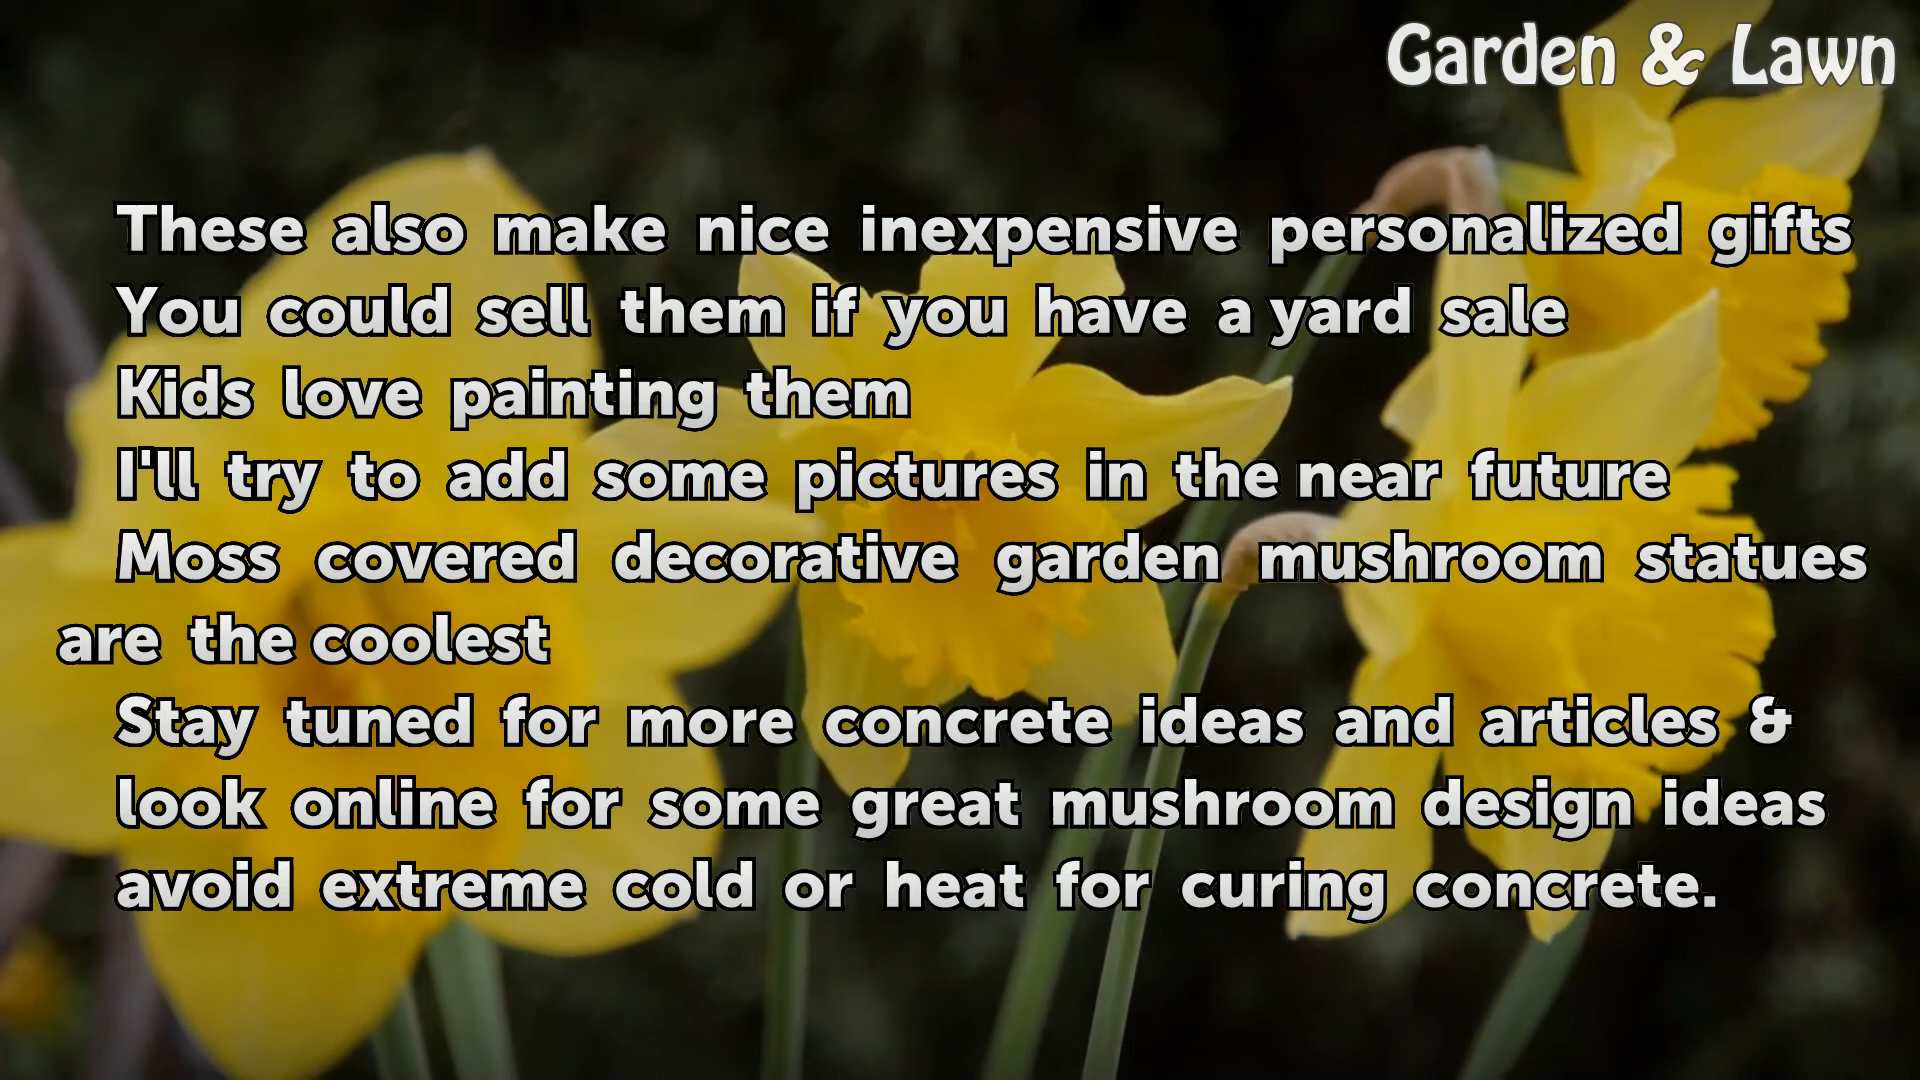 Garden & Lawn
These also make nice inexpensive personalized gifts
You could sell them if you have a yard sale
Kids love painting them
I'll try to add some pictures in the near future
Moss covered decorative garden mushroom statues
are the coolest
Stay tuned for more concrete ideas and articles &
look online for some great mushroom design ideas
avoid extreme cold or heat for curing concrete.